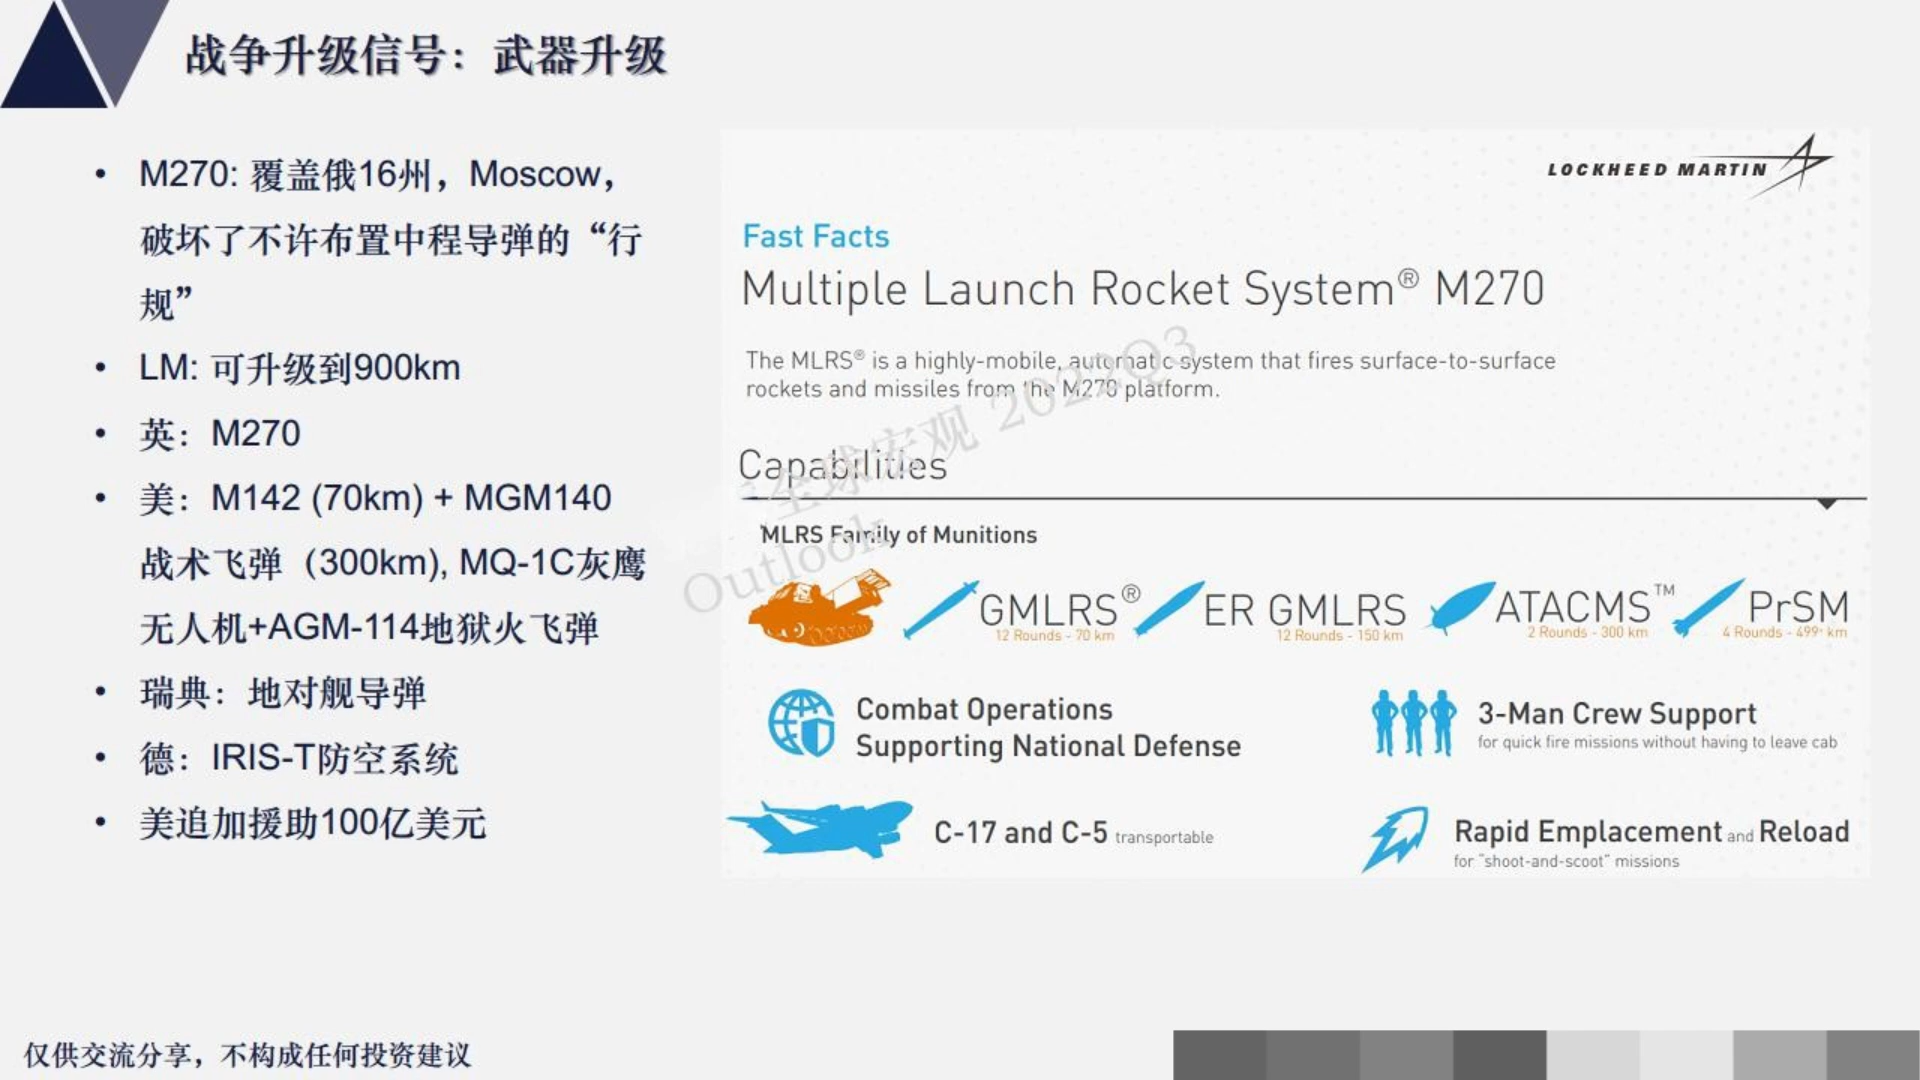 战争升级信号：武器升级
• M270: 覆盖俄16州，Moscow，
破坏了不许布置中程导弹的“行
规”
• LM: 可升级到900km
• 英：M270
• 美：M142 (70km) + MGM140
战术飞弹（300km), MQ-1C灰鹰
无人机+AGM-114地狱火飞弹
• 瑞典：地对舰导弹
• 德：IRIS-T防空系统
• 美追加援助100亿美元
LOCKHEED MARTIN
Fast Facts
Multiple Launch Rocket System® M270
The MLRS® is a highly-mobile, automatic system that fires surface-to-surface
rockets and missiles from the M270 platform.
Capabilities
MLRS Family of Munitions
GMLRS®
12 Rounds - 70 km
ER GMLRS
12 Rounds - 150 km
ATACMS™
2 Rounds - 300 km
PrSM
4 Rounds - 499+ km
Combat Operations
Supporting National Defense
3-Man Crew Support
for quick fire missions without having to leave cab
C-17 and C-5 transportable
Rapid Emplacement and Reload
for "shoot-and-scoot" missions
全球宏观 2022Q3
Outlook
仅供交流分享，不构成任何投资建议